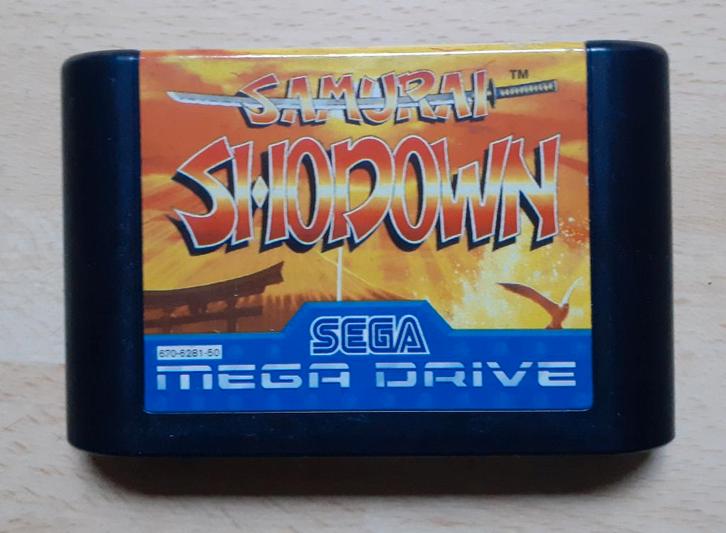 SAMURAI TM
SHODOWN
SEGA
670-6281-50
MEGA DRIVE